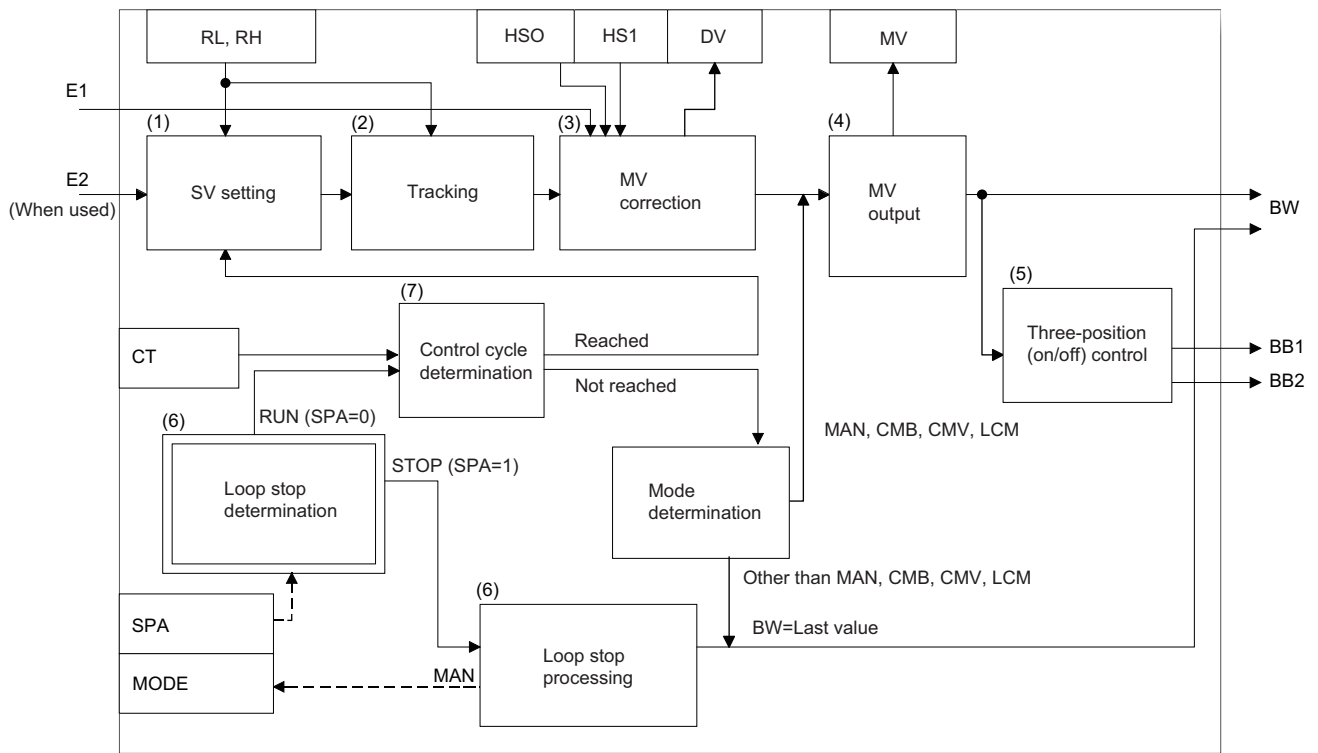 RL, RH
HSO
HS1
DV
MV
E1
(1)
(2)
(3)
(4)
E2
(When used)
SV setting
Tracking
MV
correction
MV
output
BW
(7)
(5)
CT
Control cycle
determination
Reached
Not reached
Three-position
(on/off) control
BB1
BB2
RUN (SPA=0)
(6)
STOP (SPA=1)
MAN, CMB, CMV, LCM
Loop stop
determination
Mode
determination
Other than MAN, CMB, CMV, LCM
(6)
SPA
BW=Last value
MODE
MAN
Loop stop
processing